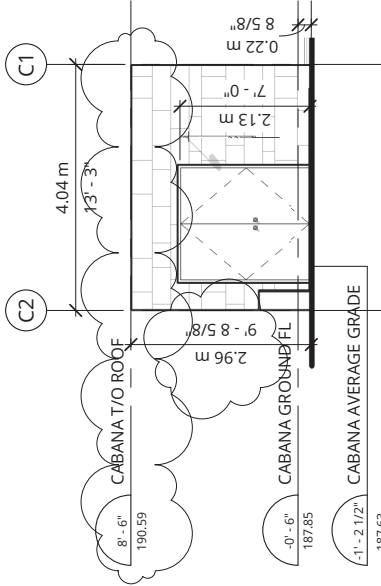 C1
C2
4.04 m
13' - 3"
8 5/8"
0.22 m
7' - 0"
2.13 m
9' - 8 5/8"
2.96 m
CABANA T/O ROOF
8' - 6"
190.59
CABANA GROUND FL
-0' - 6"
187.85
CABANA AVERAGE GRADE
-1' - 2 1/2"
187.63